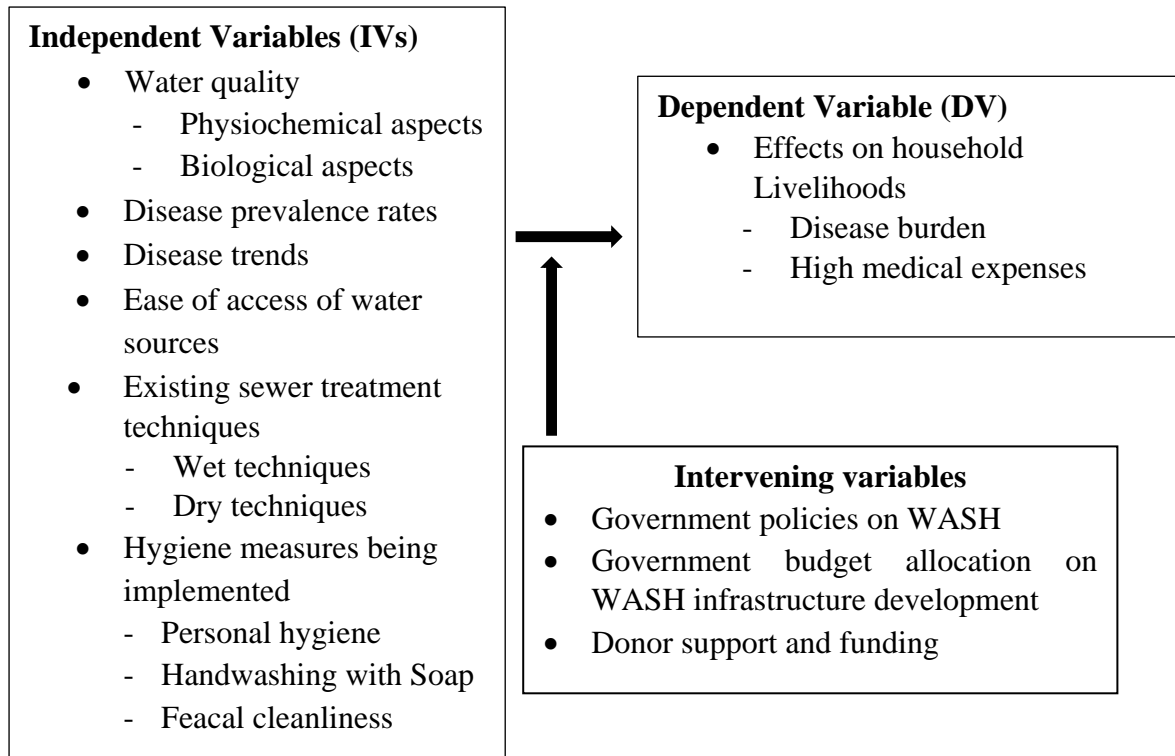 Independent Variables (IVs)
• Water quality
- Physiochemical aspects
- Biological aspects
• Disease prevalence rates
• Disease trends
• Ease of access of water
sources
• Existing sewer treatment
techniques
- Wet techniques
- Dry techniques
• Hygiene measures being
implemented
- Personal hygiene
- Handwashing with Soap
- Feacal cleanliness
Dependent Variable (DV)
• Effects on household
Livelihoods
- Disease burden
- High medical expenses
Intervening variables
• Government policies on WASH
• Government budget allocation on
WASH infrastructure development
• Donor support and funding